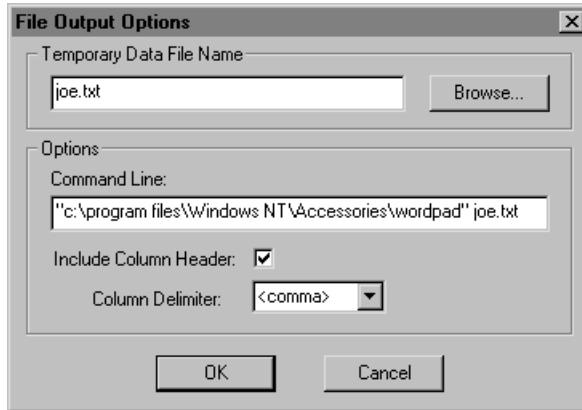 File Output Options
Temporary Data File Name
joe.txt
Browse...
Options
Command Line:
"c:\program files\Windows NT\Accessories\wordpad" joe.txt
Include Column Header:
Column Delimiter:
<comma>
OK
Cancel